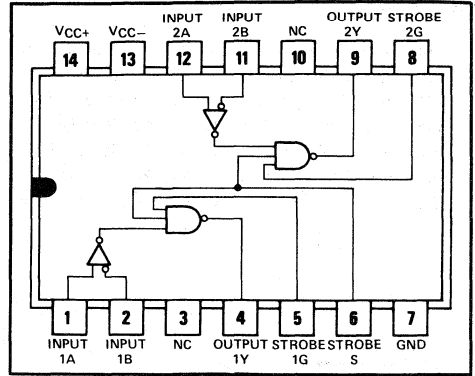 VCC+ VCC− INPUT 2A INPUT 2B NC OUTPUT 2Y STROBE 2G
14 13 12 11 10 9 8
1 2 3 4 5 6 7
INPUT 1A INPUT 1B NC OUTPUT 1Y STROBE 1G STROBE S GND